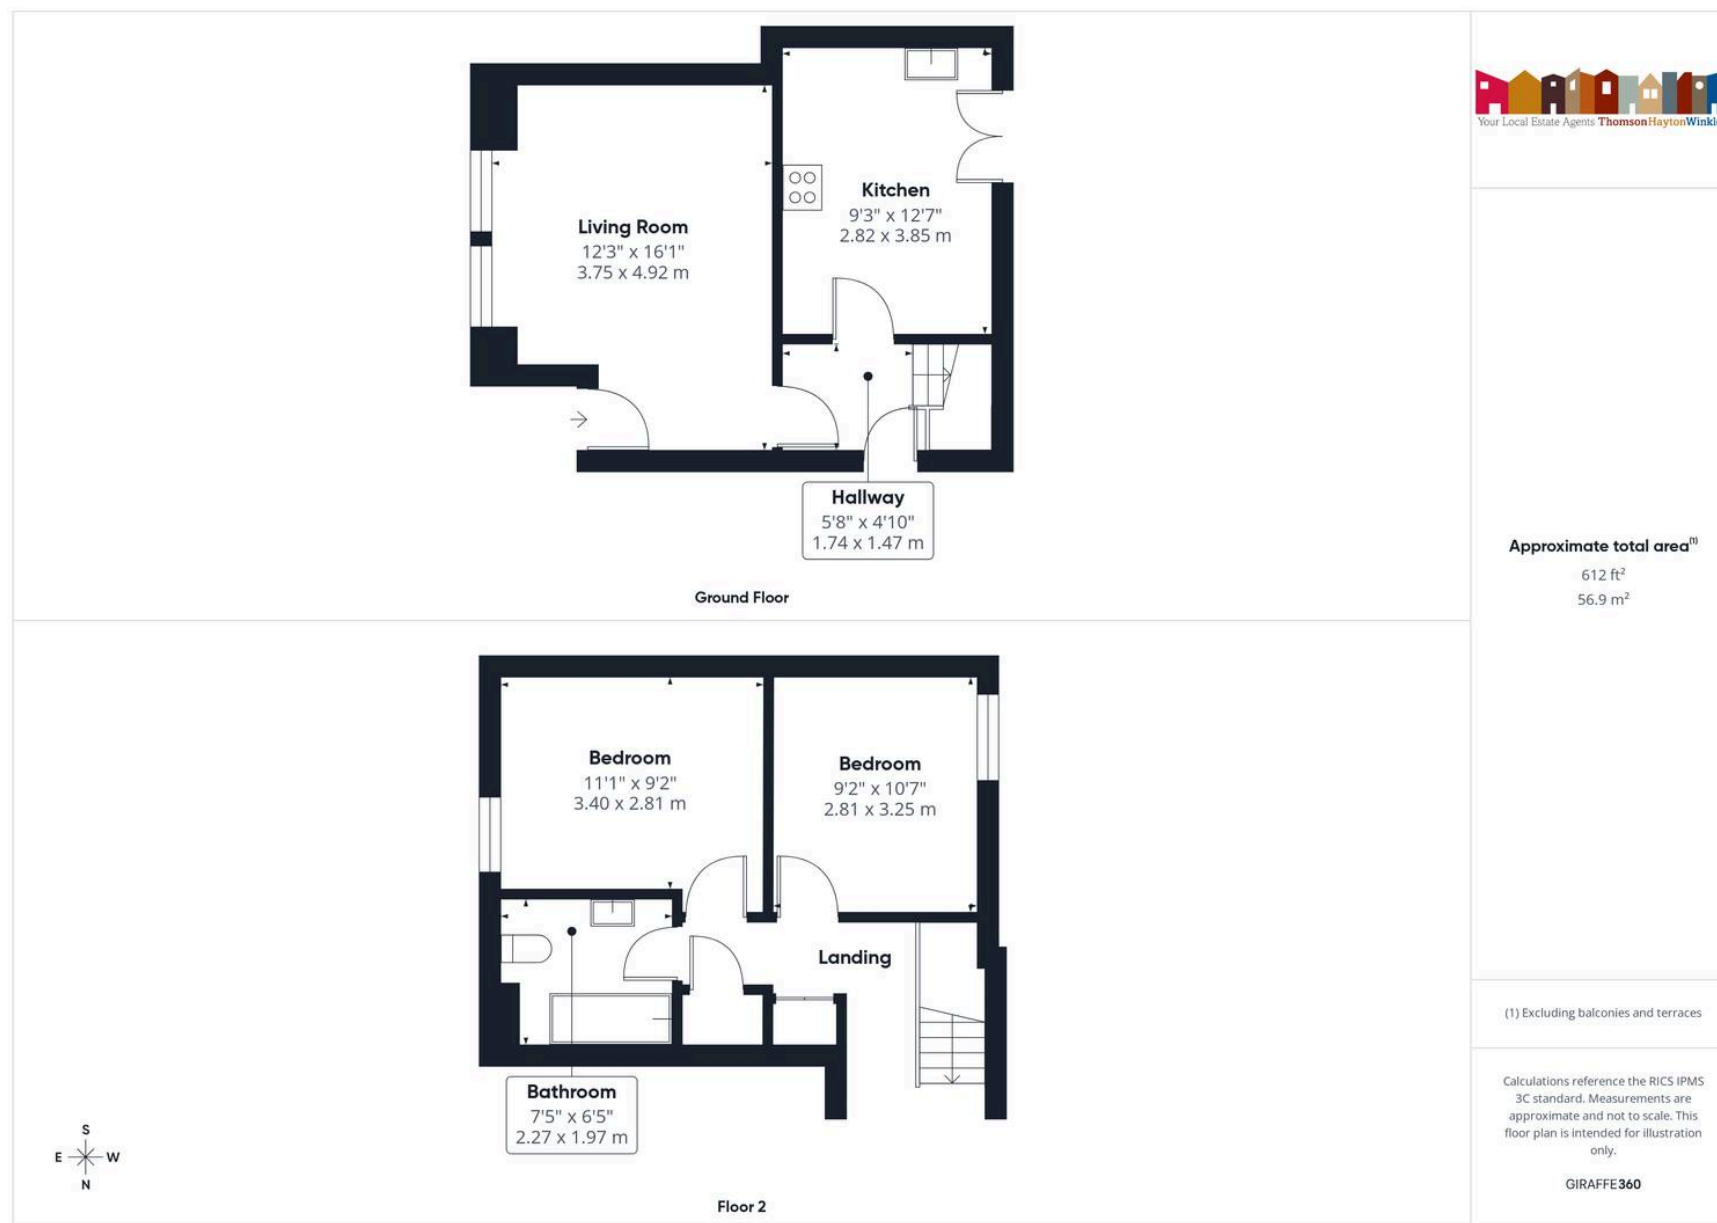 Your Local Estate Agents ThomsonHaytonWinkl
Kitchen
9'3" x 12'7"
2.82 x 3.85 m
Living Room
12'3" x 16'1"
3.75 x 4.92 m
Hallway
5'8" x 4'10"
1.74 x 1.47 m
Ground Floor
Approximate total area(1)
612 ft²
56.9 m²
Bedroom
11'1" x 9'2"
3.40 x 2.81 m
Bedroom
9'2" x 10'7"
2.81 x 3.25 m
Landing
Bathroom
7'5" x 6'5"
2.27 x 1.97 m
S
E W
N
Floor 2
(1) Excluding balconies and terraces
Calculations reference the RICS IPMS
3C standard. Measurements are
approximate and not to scale. This
floor plan is intended for illustration
only.
GIRAFFE360